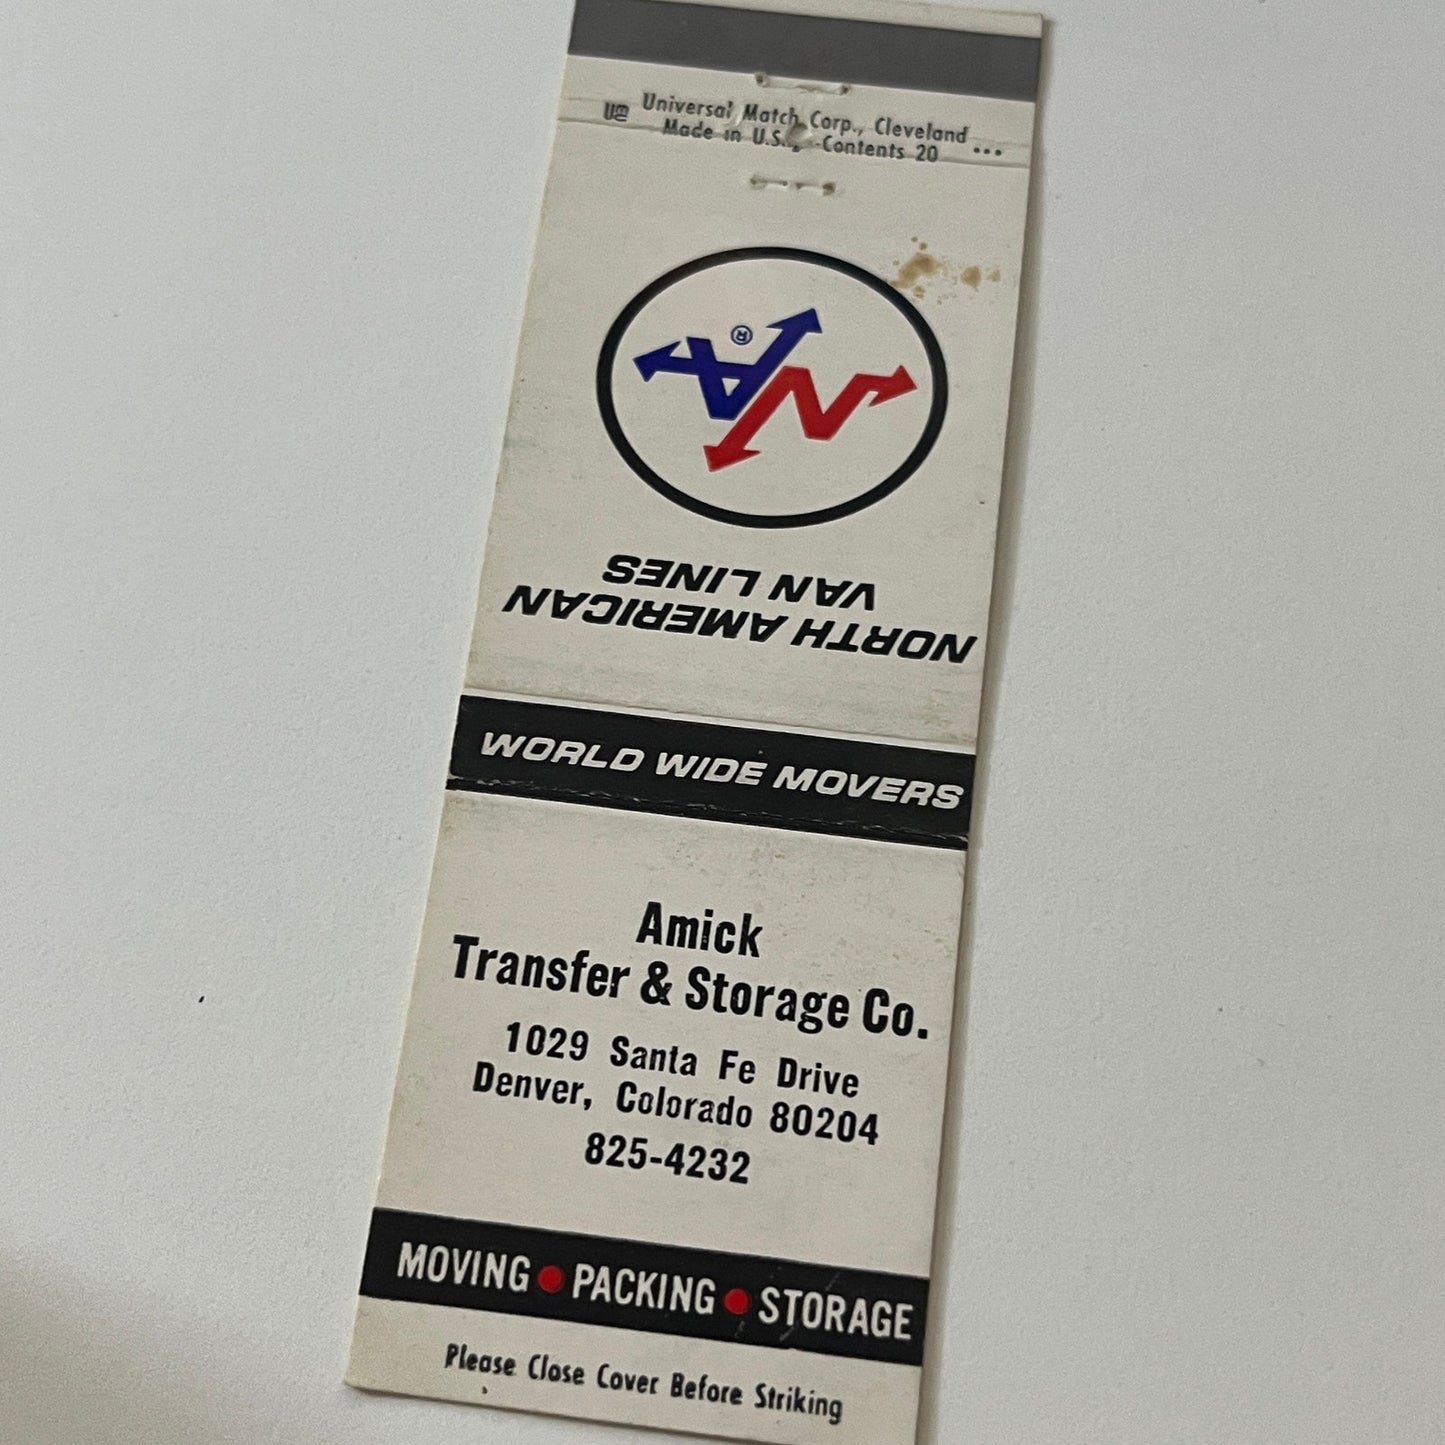 Universal Match Corp., Cleveland
Made in U.S. Contents 20 ...
NA®
NORTH AMERICAN
VAN LINES
WORLD WIDE MOVERS
Amick
Transfer & Storage Co.
1029 Santa Fe Drive
Denver, Colorado 80204
825-4232
MOVING • PACKING • STORAGE
Please Close Cover Before Striking